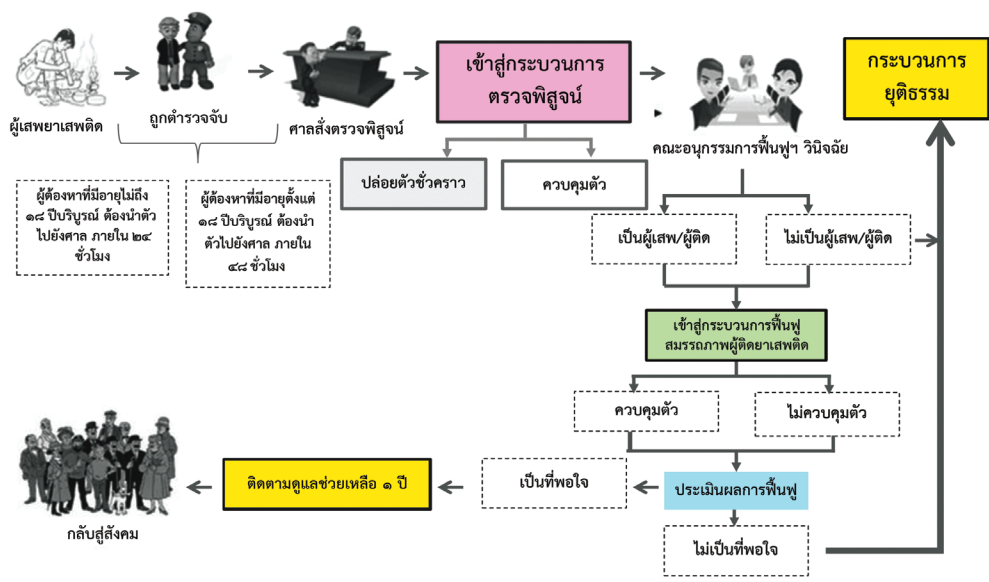 ผู้เสพยาเสพติด
ถูกตำรวจจับ
ศาลสั่งตรวจพิสูจน์
เข้าสู่กระบวนการ
ตรวจพิสูจน์
คณะอนุกรรมการฟื้นฟูฯ วินิจฉัย
กระบวนการ
ยุติธรรม
ผู้ต้องหาที่มีอายุไม่ถึง
๑๘ ปีบริบูรณ์ ต้องนำตัว
ไปยังศาล ภายใน ๒๔
ชั่วโมง
ผู้ต้องหาที่มีอายุตั้งแต่
๑๘ ปีบริบูรณ์ ต้องนำ
ตัวไปยังศาล ภายใน
๔๘ ชั่วโมง
ปล่อยตัวชั่วคราว
ควบคุมตัว
เป็นผู้เสพ/ผู้ติด
ไม่เป็นผู้เสพ/ผู้ติด
เข้าสู่กระบวนการฟื้นฟู
สมรรถภาพผู้ติดยาเสพติด
ควบคุมตัว
ไม่ควบคุมตัว
ประเมินผลการฟื้นฟู
เป็นที่พอใจ
ติดตามดูแลช่วยเหลือ ๑ ปี
กลับสู่สังคม
ไม่เป็นที่พอใจ